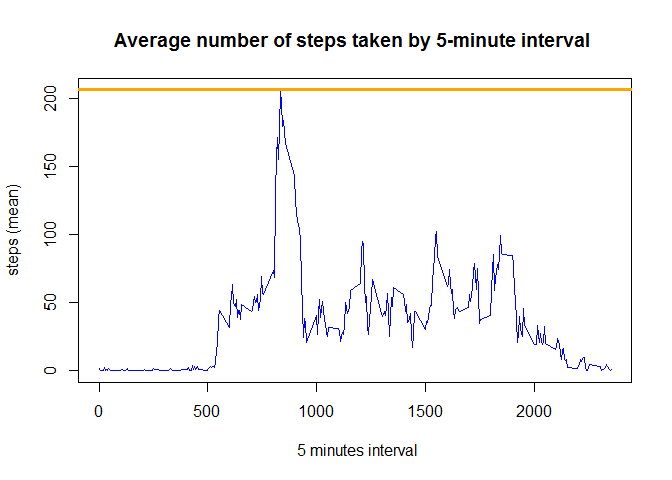 Average number of steps taken by 5-minute interval
steps (mean)
200
150
100
50
0
0 500 1000 1500 2000
5 minutes interval